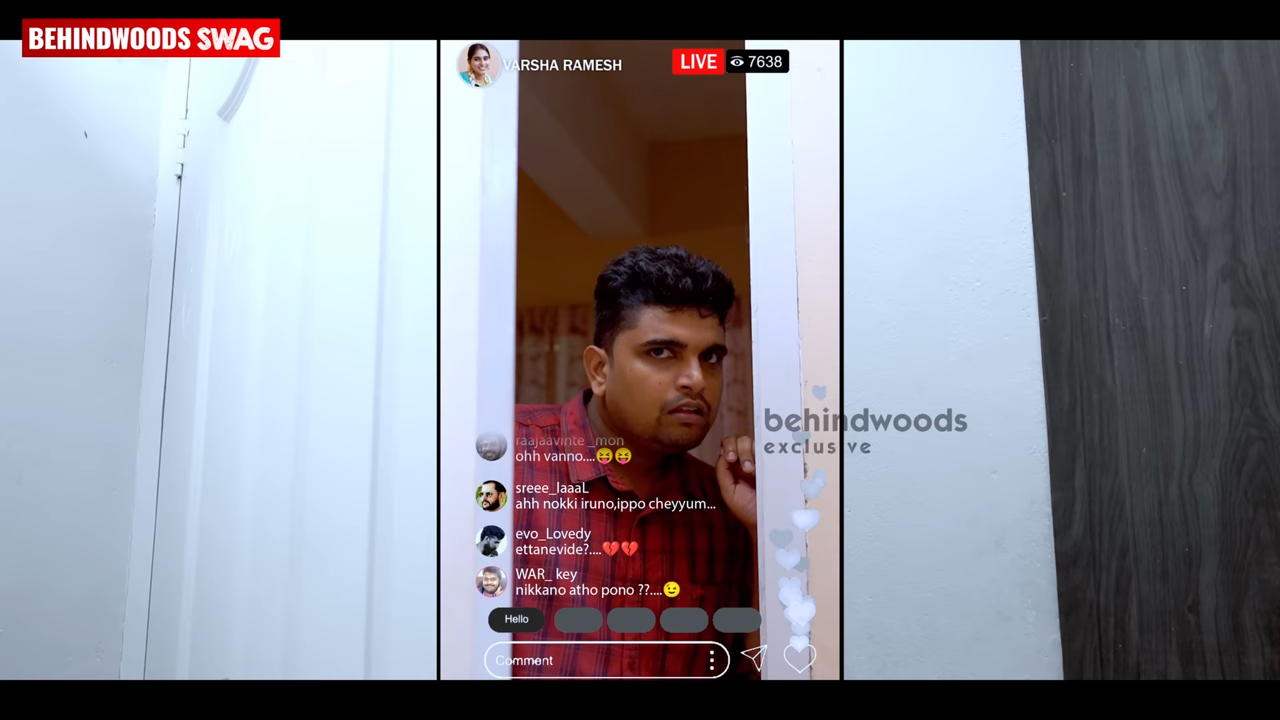 BEHINDWOODS SWAG
VARSHA RAMESH
LIVE 7638
behindwoods
exclusive
raajaavinte _mon
ohh vanno....😝😝
sreee_laaaL
ahh nokki iruno,ippo cheyyum...
evo_Lovedy
ettanevide?....💔💔
WAR_ key
nikkano atho pono ??....😉
Hello
Comment